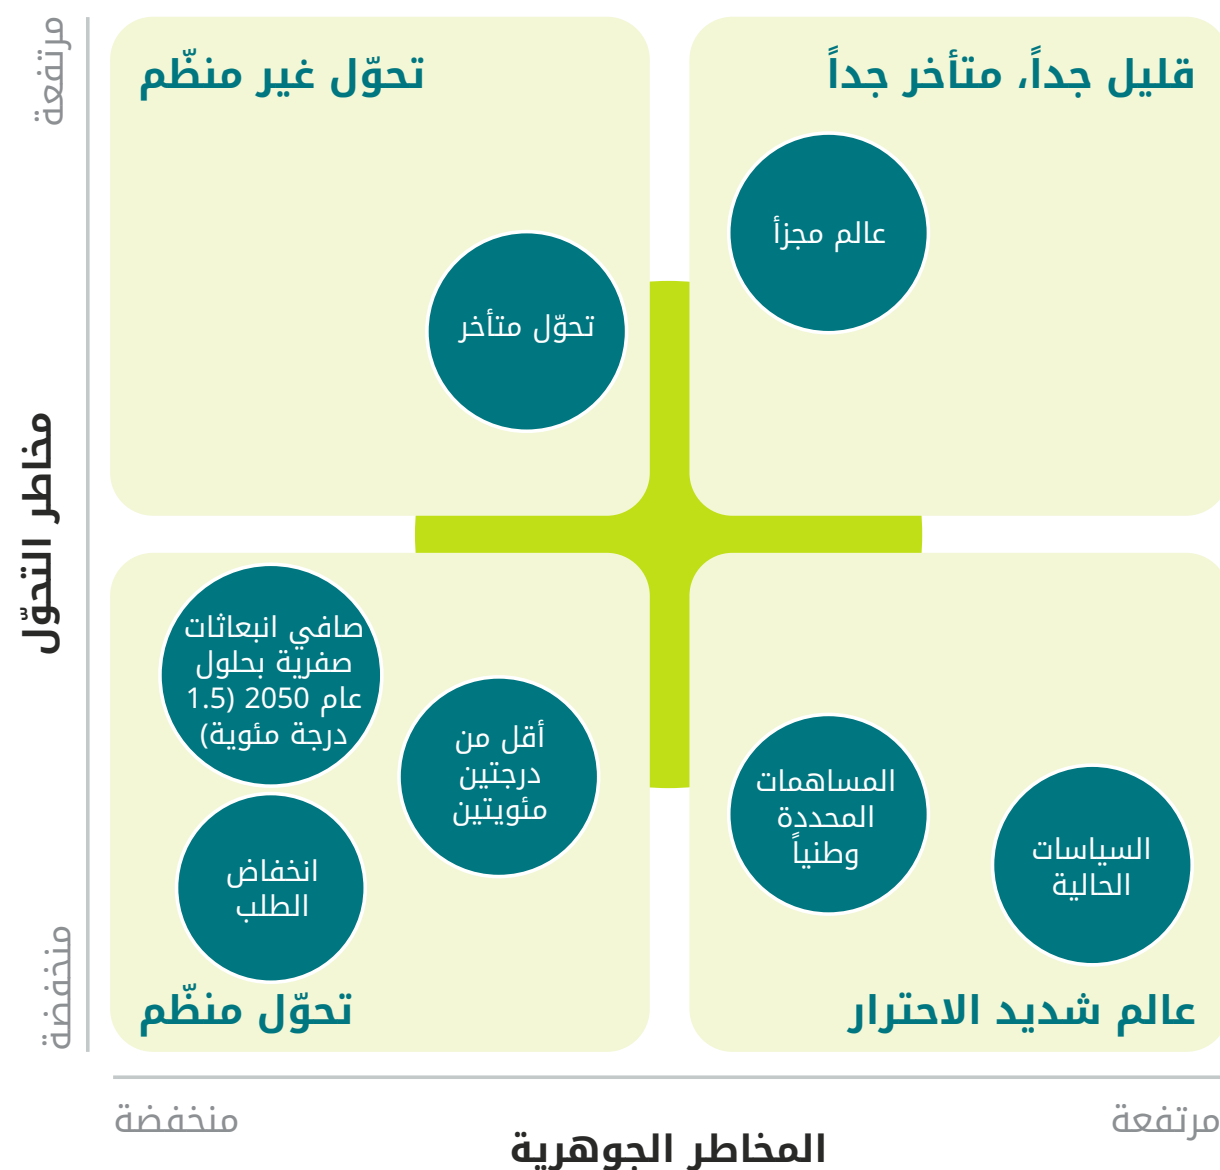 قليل جداً، متأخر جداً
تحوّل غير منظّم
عالم مجزأ
تحوّل متأخر
مرتفعة
مخاطر التحوّل
منخفضة
صافي انبعاثات
صفرية بحلول
عام 2050 (1.5
درجة مئوية)
أقل من
درجتين
مئويتين
انخفاض
الطلب
تحوّل منظّم
المساهمات
المحددة
وطنياً
السياسات
الحالية
عالم شديد الاحترار
مرتفعة
منخفضة
المخاطر الجوهرية